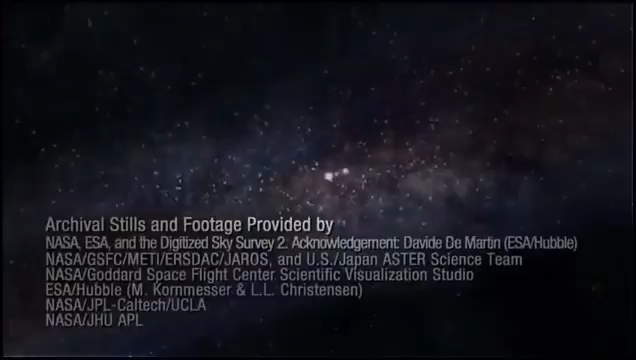 Archival Stills and Footage Provided by
NASA, ESA, and the Digitized Sky Survey 2. Acknowledgement: Davide De Martin (ESA/Hubble)
NASA/GSFC/METI/ERSDAC/JAROS, and U.S./Japan ASTER Science Team
NASA/Goddard Space Flight Center Scientific Visualization Studio
ESA/Hubble (M. Kornmesser & L.L. Christensen)
NASA/JPL-Caltech/UCLA
NASA/JHU APL